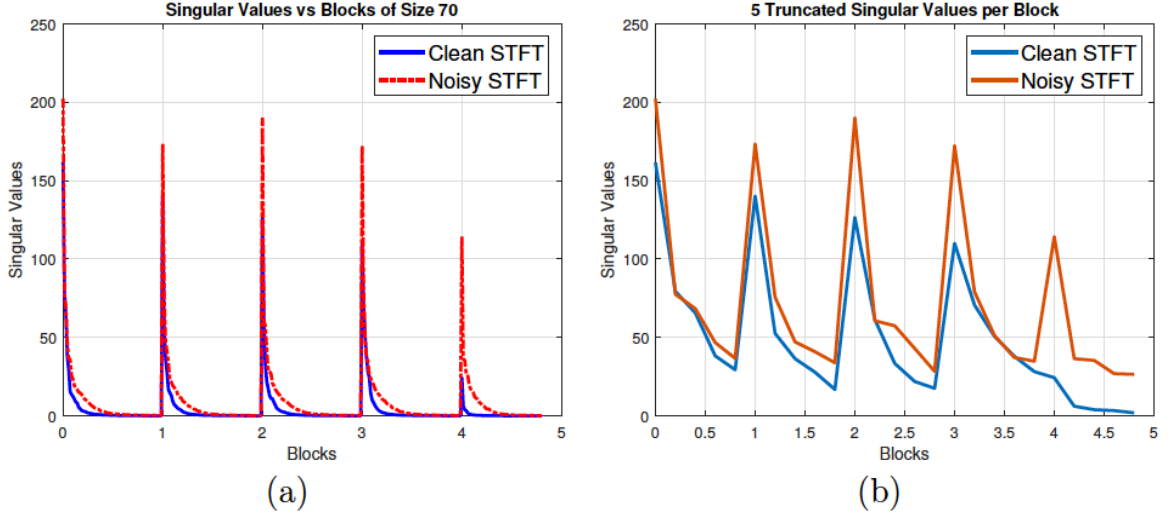 Singular Values vs Blocks of Size 70
250
200
150
100
50
0
Singular Values
0 1 2 3 4 5
Blocks
Clean STFT
Noisy STFT
(a)
5 Truncated Singular Values per Block
250
200
150
100
50
0
Singular Values
0 0.5 1 1.5 2 2.5 3 3.5 4 4.5 5
Blocks
Clean STFT
Noisy STFT
(b)